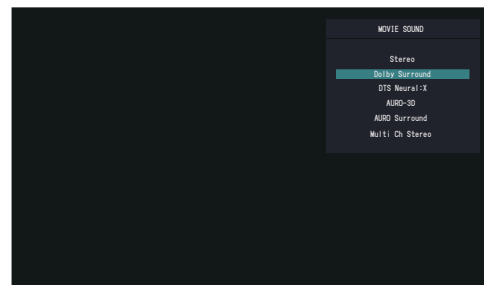 MOVIE SOUND
Stereo
Dolby Surround
DTS Neural:X
AURO-3D
AURO Surround
Multi Ch Stereo